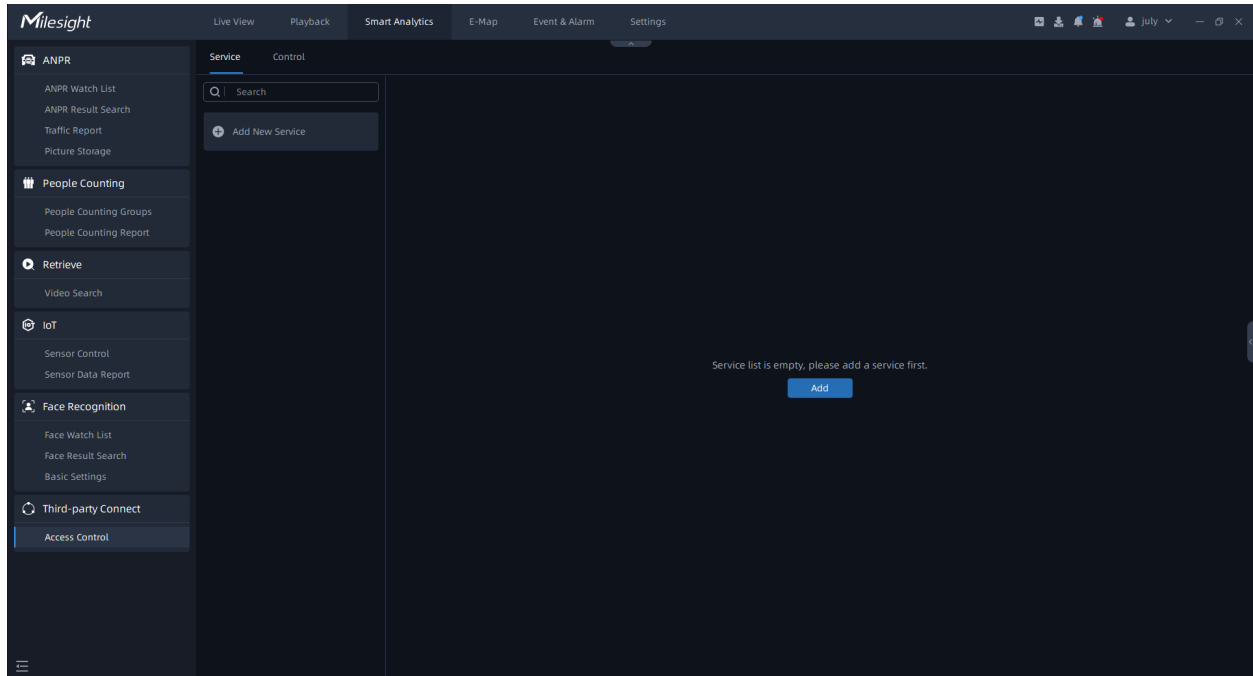 Milesight
Live View Playback Smart Analytics E-Map Event & Alarm Settings
july
ANPR
ANPR Watch List
ANPR Result Search
Traffic Report
Picture Storage
People Counting
People Counting Groups
People Counting Report
Retrieve
Video Search
IoT
Sensor Control
Sensor Data Report
Face Recognition
Face Watch List
Face Result Search
Basic Settings
Third-party Connect
Access Control
Service Control
Search
Add New Service
Service list is empty, please add a service first.
Add